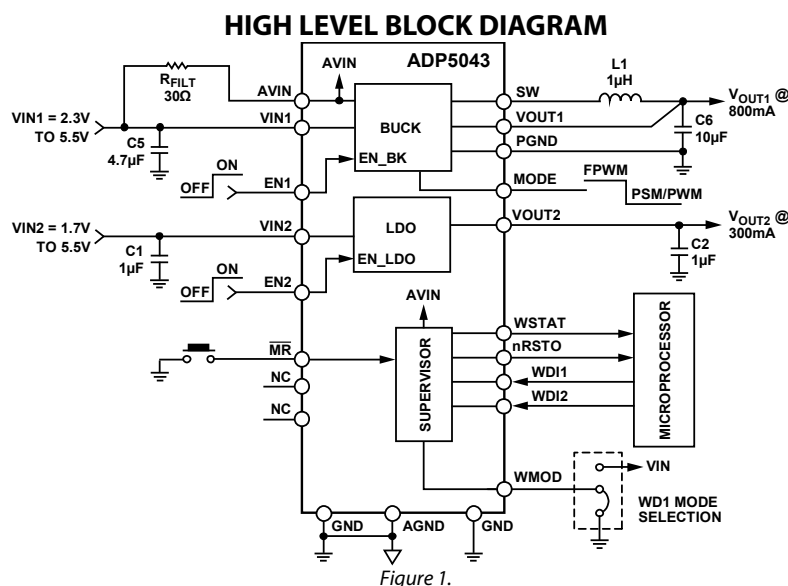 HIGH LEVEL BLOCK DIAGRAM
ADP5043
RFILT
30Ω
AVIN
AVIN
VIN1 = 2.3V
TO 5.5V
VIN1
C5
4.7µF
BUCK
EN_BK
SW
L1
1µH
VOUT1 @
800mA
VOUT1
C6
10µF
PGND
OFF
ON
EN1
MODE
FPWM
PSM/PWM
VIN2 = 1.7V
TO 5.5V
VIN2
C1
1µF
LDO
EN_LDO
VOUT2
VOUT2 @
300mA
C2
1µF
OFF
ON
EN2
AVIN
MR
NC
NC
SUPERVISOR
WSTAT
nRSTO
WDI1
WDI2
MICROPROCESSOR
WMOD
VIN
WD1 MODE
SELECTION
GND
AGND
GND
Figure 1.